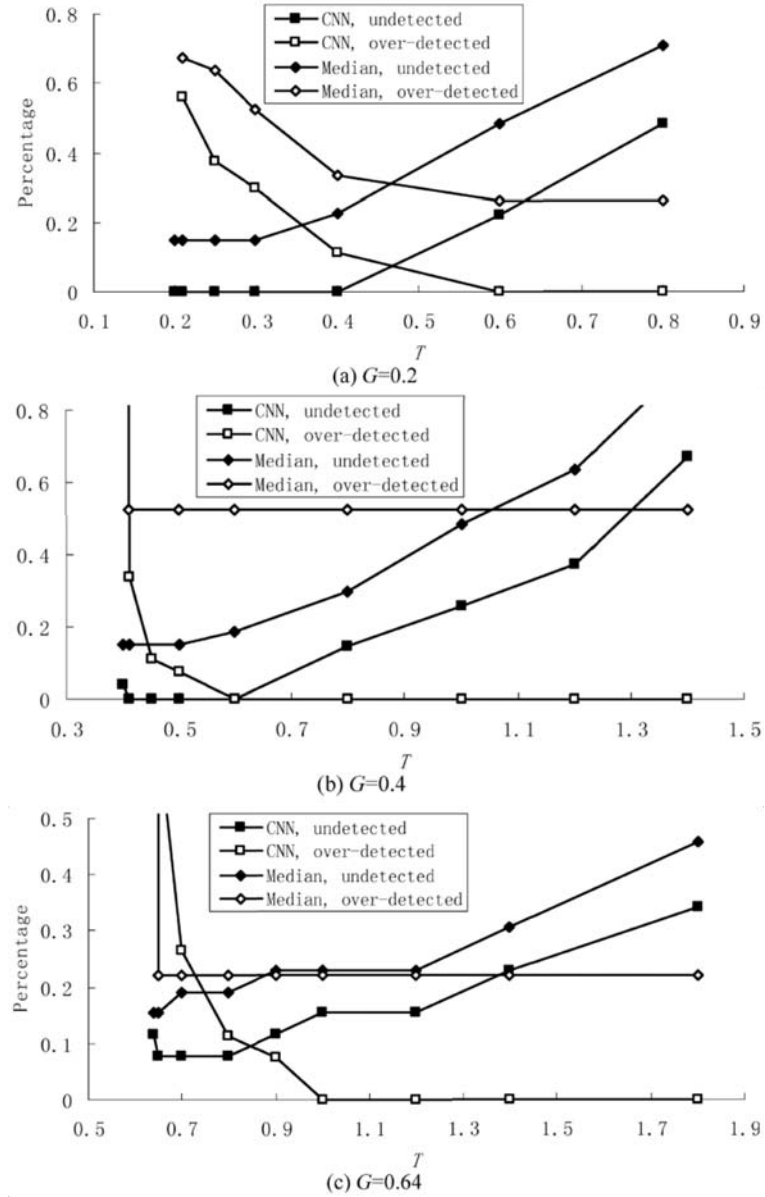 CNN, undetected
CNN, over-detected
Median, undetected
Median, over-detected
Percentage
0.8
0.6
0.4
0.2
0
0.1 0.2 0.3 0.4 0.5 0.6 0.7 0.8 0.9
T
(a) G=0.2
CNN, undetected
CNN, over-detected
Median, undetected
Median, over-detected
Percentage
0.8
0.6
0.4
0.2
0
0.3 0.5 0.7 0.9 1.1 1.3 1.5
T
(b) G=0.4
CNN, undetected
CNN, over-detected
Median, undetected
Median, over-detected
Percentage
0.5
0.4
0.3
0.2
0.1
0
0.5 0.7 0.9 1.1 1.3 1.5 1.7 1.9
T
(c) G=0.64